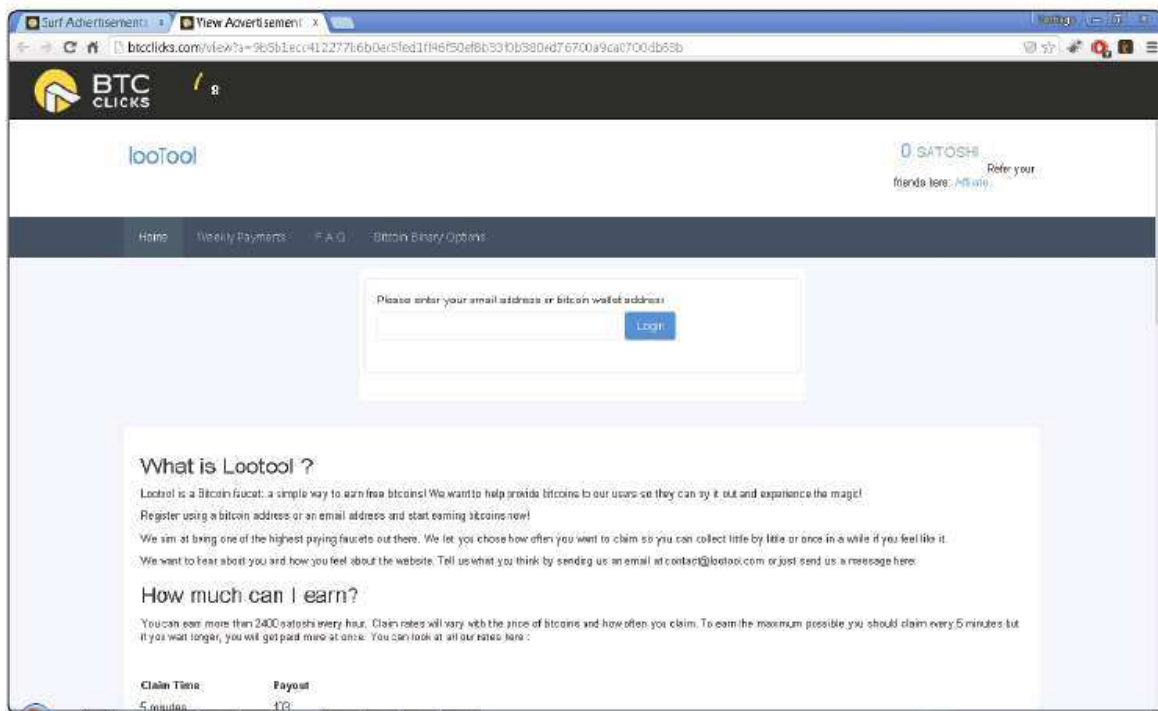 Surf Advertisements x View Advertisement x
BTC CLICKS 8
looTool
0 SATOSHI
Refer your
friends here: Affiliate
Home Weekly Payments F.A.Q Bitcoin Binary Options
Please enter your email address or bitcoin wallet address
Login
What is Lootool ?
Lootool is a Bitcoin faucet: a simple way to earn free bitcoins! We want to help provide bitcoins to our users so they can try it out and experience the magic!
Register using a bitcoin address or an email address and start earning bitcoins now!
We aim at being one of the highest paying faucets out there. We let you chose how often you want to claim so you can collect little by little or once in a while if you feel like it.
We want to hear about you and how you feel about the website. Tell us what you think by sending us an email at contact@lootool.com or just send us a message here
How much can I earn?
You can earn more than 2400 satoshi every hour. Claim rates will vary with the price of bitcoins and how often you claim. To earn the maximum possible you should claim every 5 minutes but
if you wait longer, you will get paid more at once. You can look at all our rates here :
Claim Time Payout
5 minutes 103